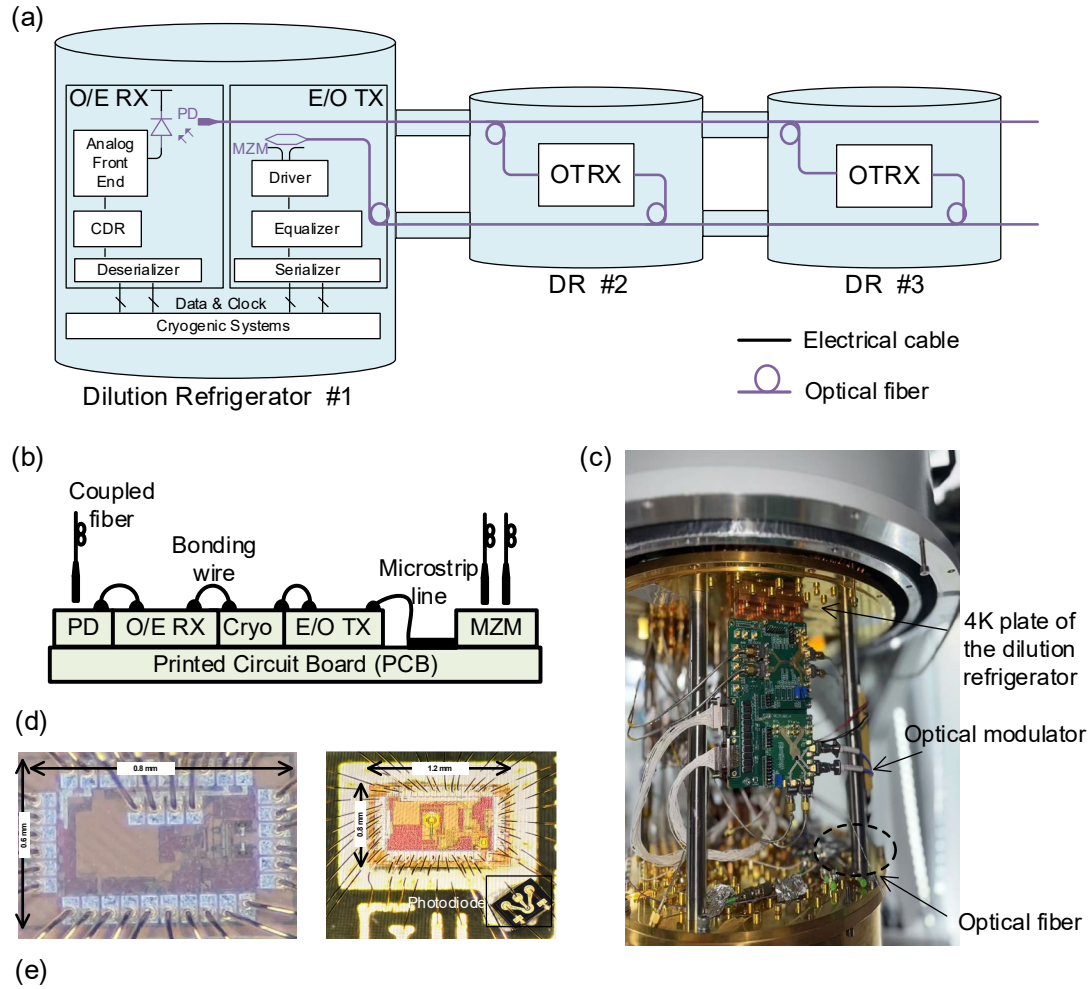 (a)
O/E RX
E/O TX
PD
MZM
Analog
Front
End
Driver
CDR
Equalizer
Deserializer
Serializer
Data & Clock
Cryogenic Systems
Dilution Refrigerator #1
OTRX
DR #2
OTRX
DR #3
Electrical cable
Optical fiber
(b)
Coupled
fiber
Bonding
wire
Microstrip
line
PD
O/E RX
Cryo
E/O TX
MZM
Printed Circuit Board (PCB)
(c)
4K plate of
the dilution
refrigerator
Optical modulator
Optical fiber
(d)
0.8 mm
0.6 mm
1.2 mm
0.8 mm
Photodiode
(e)